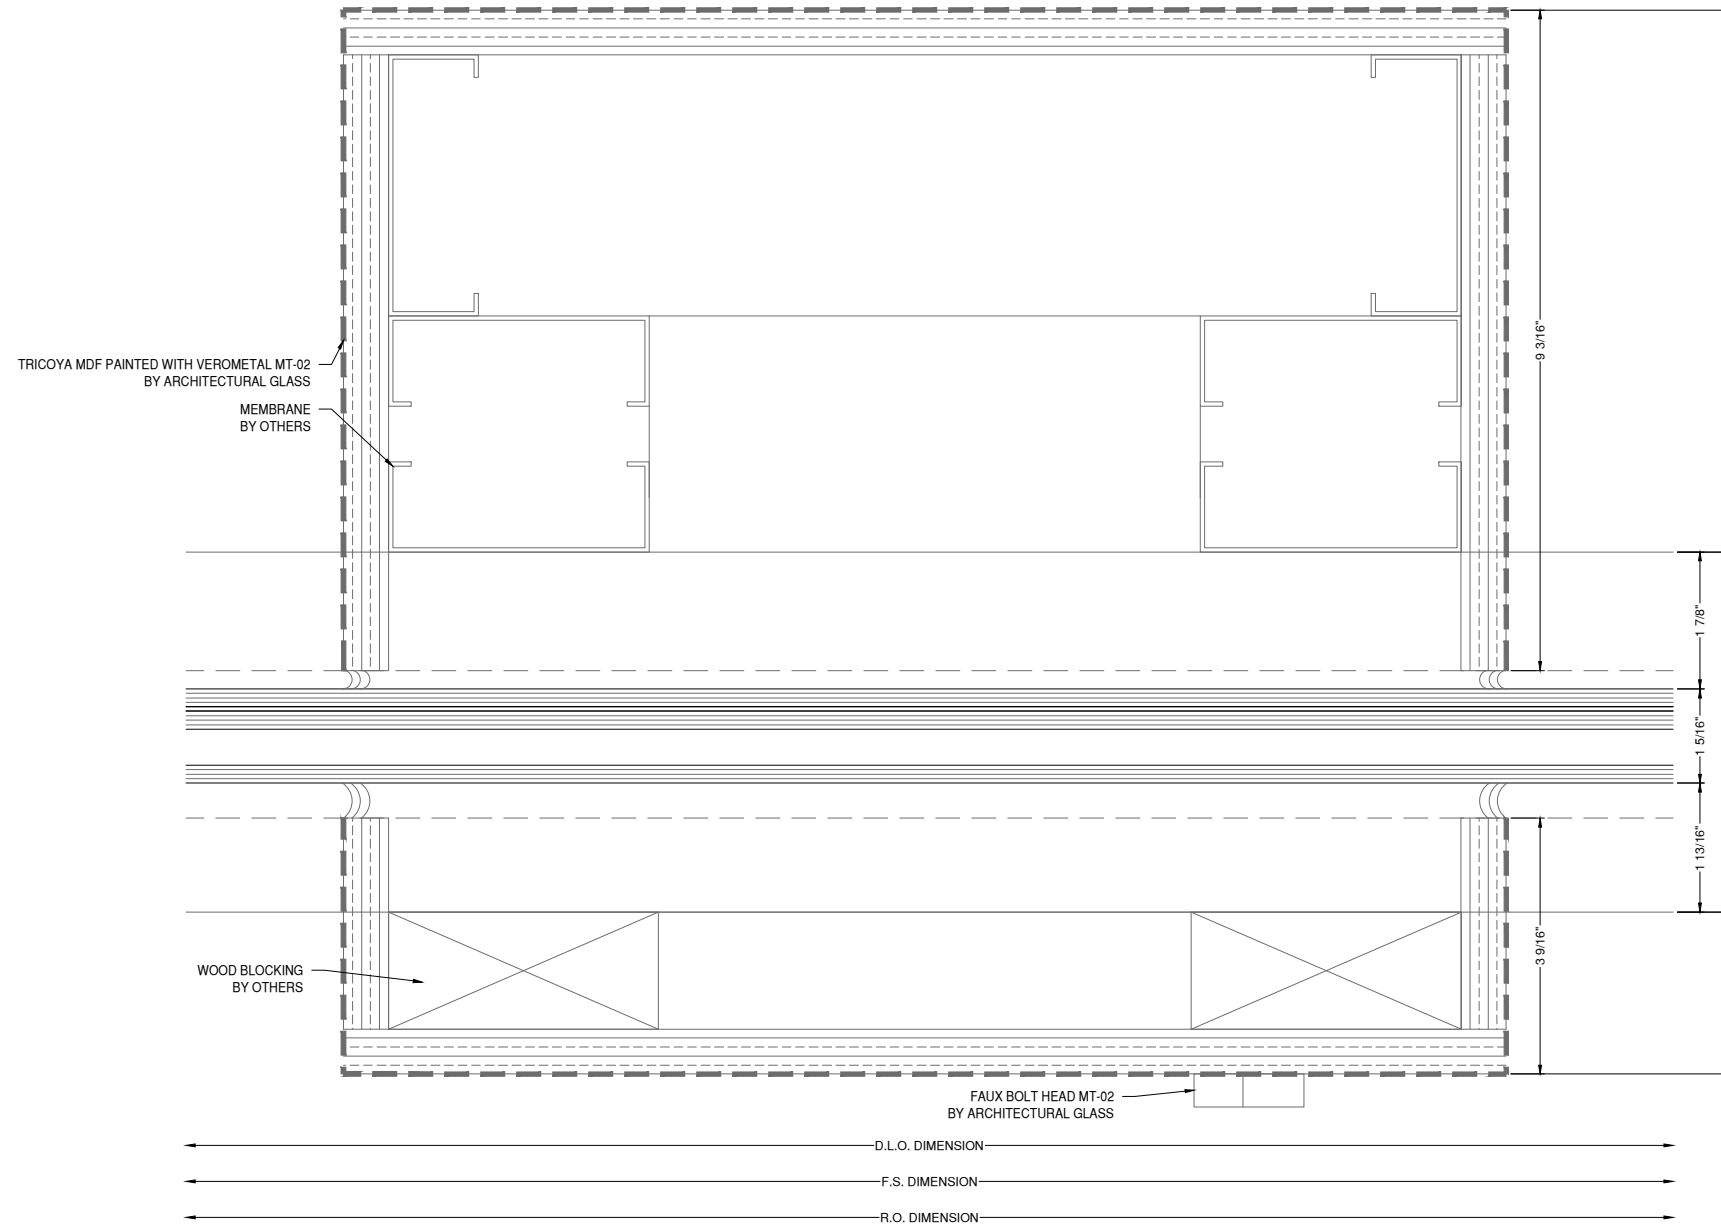 9 3/16"
TRICOYA MDF PAINTED WITH VEROMETAL MT-02
BY ARCHITECTURAL GLASS
MEMBRANE
BY OTHERS
1 7/8"
1 5/16"
1 13/16"
3 9/16"
WOOD BLOCKING
BY OTHERS
FAUX BOLT HEAD MT-02
BY ARCHITECTURAL GLASS
D.L.O. DIMENSION
F.S. DIMENSION
R.O. DIMENSION